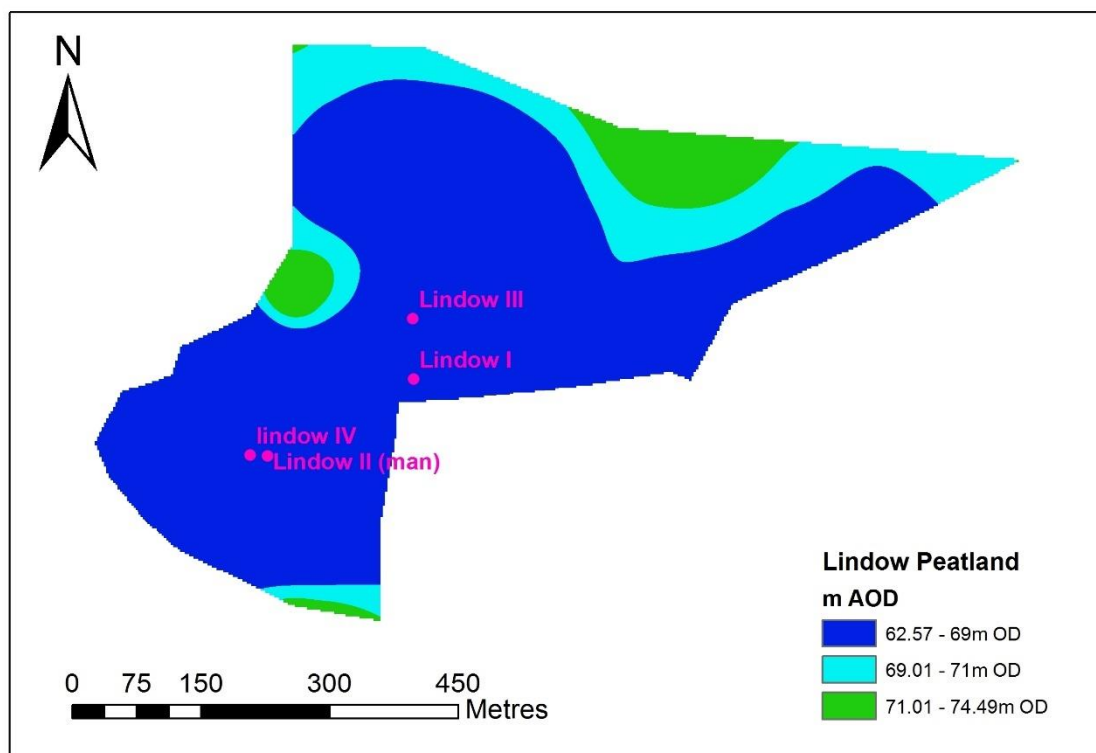 N
Lindow III
Lindow I
lindow IV
Lindow II (man)
Lindow Peatland
m AOD
62.57 - 69m OD
69.01 - 71m OD
71.01 - 74.49m OD
0 75 150 300 450
Metres